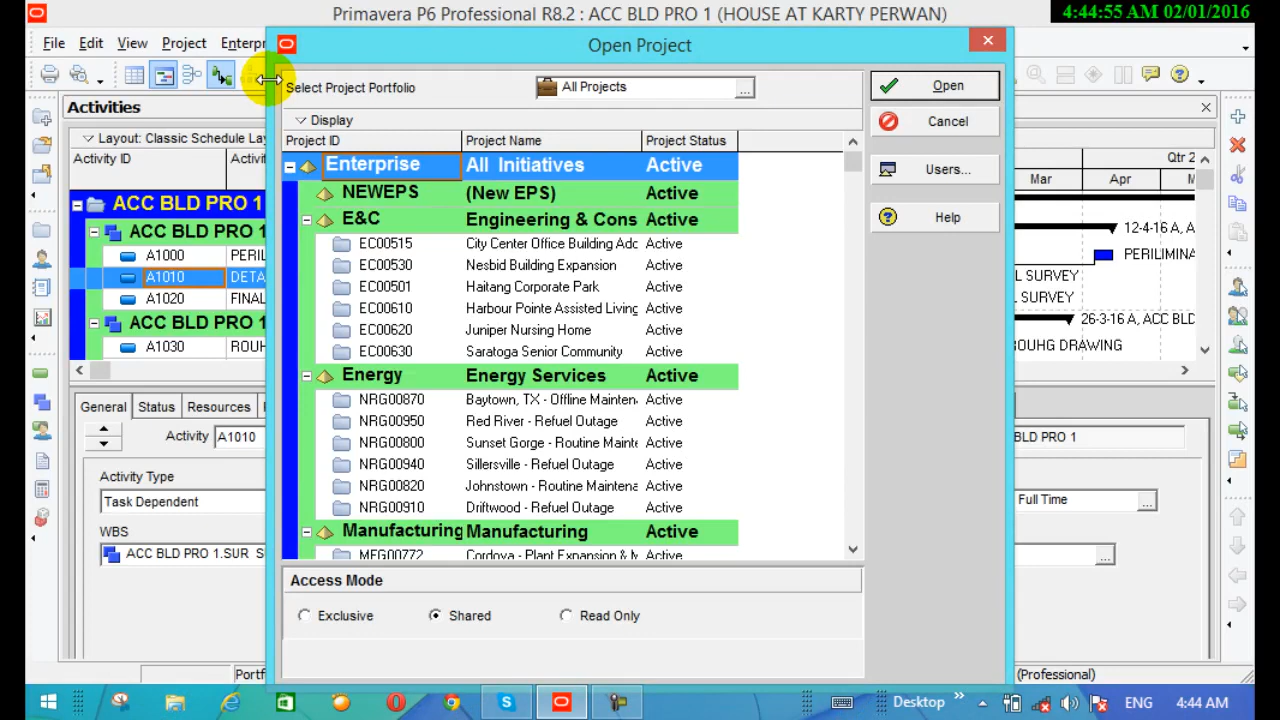 Primavera P6 Professional R8.2 : ACC BLD PRO 1 (HOUSE AT KARTY PERWAN)
4:44:55 AM 02/01/2016
File Edit View Project Enterp
Open Project
Select Project Portfolio
All Projects
...
Open
Cancel
Users...
Help
Activities
Layout: Classic Schedule Lay
Activity ID
Activi
ACC BLD PRO 1
ACC BLD PRO 1
A1000 PERIL
A1010 DETA
A1020 FINAL
ACC BLD PRO 1
A1030 ROUH
Display
Project ID Project Name Project Status
Enterprise All Initiatives Active
NEWEPS (New EPS) Active
E&C Engineering & Cons Active
EC00515 City Center Office Building Adc Active
EC00530 Nesbid Building Expansion Active
EC00501 Haitang Corporate Park Active
EC00610 Harbour Pointe Assisted Living Active
EC00620 Juniper Nursing Home Active
EC00630 Saratoga Senior Community Active
Energy Energy Services Active
NRG00870 Baytown, TX - Offline Mainten Active
NRG00950 Red River - Refuel Outage Active
NRG00800 Sunset Gorge - Routine Mainte Active
NRG00940 Sillersville - Refuel Outage Active
NRG00820 Johnstown - Routine Maintena Active
NRG00910 Driftwood - Refuel Outage Active
Manufacturing Manufacturing Active
MFG00772 Cordova - Plant Expansion & M Active
Access Mode
Exclusive Shared Read Only
Qtr 2
Mar Apr M
12-4-16 A, A
PERILIMINA
L SURVEY
L SURVEY
26-3-16 A, ACC BLD
OUHG DRAWING
General Status Resources
Activity A1010
BLD PRO 1
Activity Type
Task Dependent
Full Time
...
WBS
ACC BLD PRO 1.SUR S
...
Portf
(Professional)
Desktop
ENG
4:44 AM